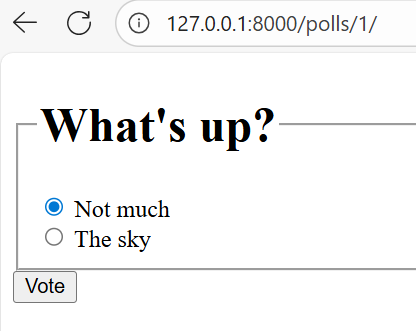 127.0.0.1:8000/polls/1/
What's up?
Not much
The sky
Vote